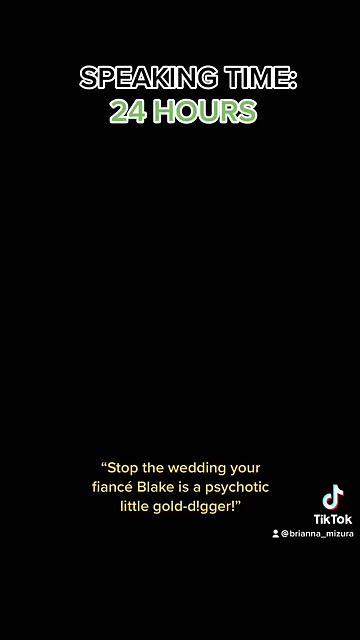 SPEAKING TIME:
24 HOURS
“Stop the wedding your
fiancé Blake is a psychotic
little gold-d!gger!”
TikTok
@brianna_mizura